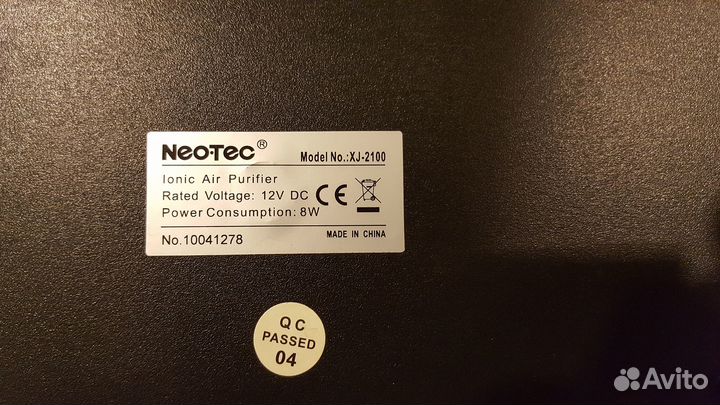 NeoTec® Model No.:XJ-2100
Ionic Air Purifier
Rated Voltage: 12V DC CE
Power Consumption: 8W
No.10041278 MADE IN CHINA
QC
PASSED
04
Avito